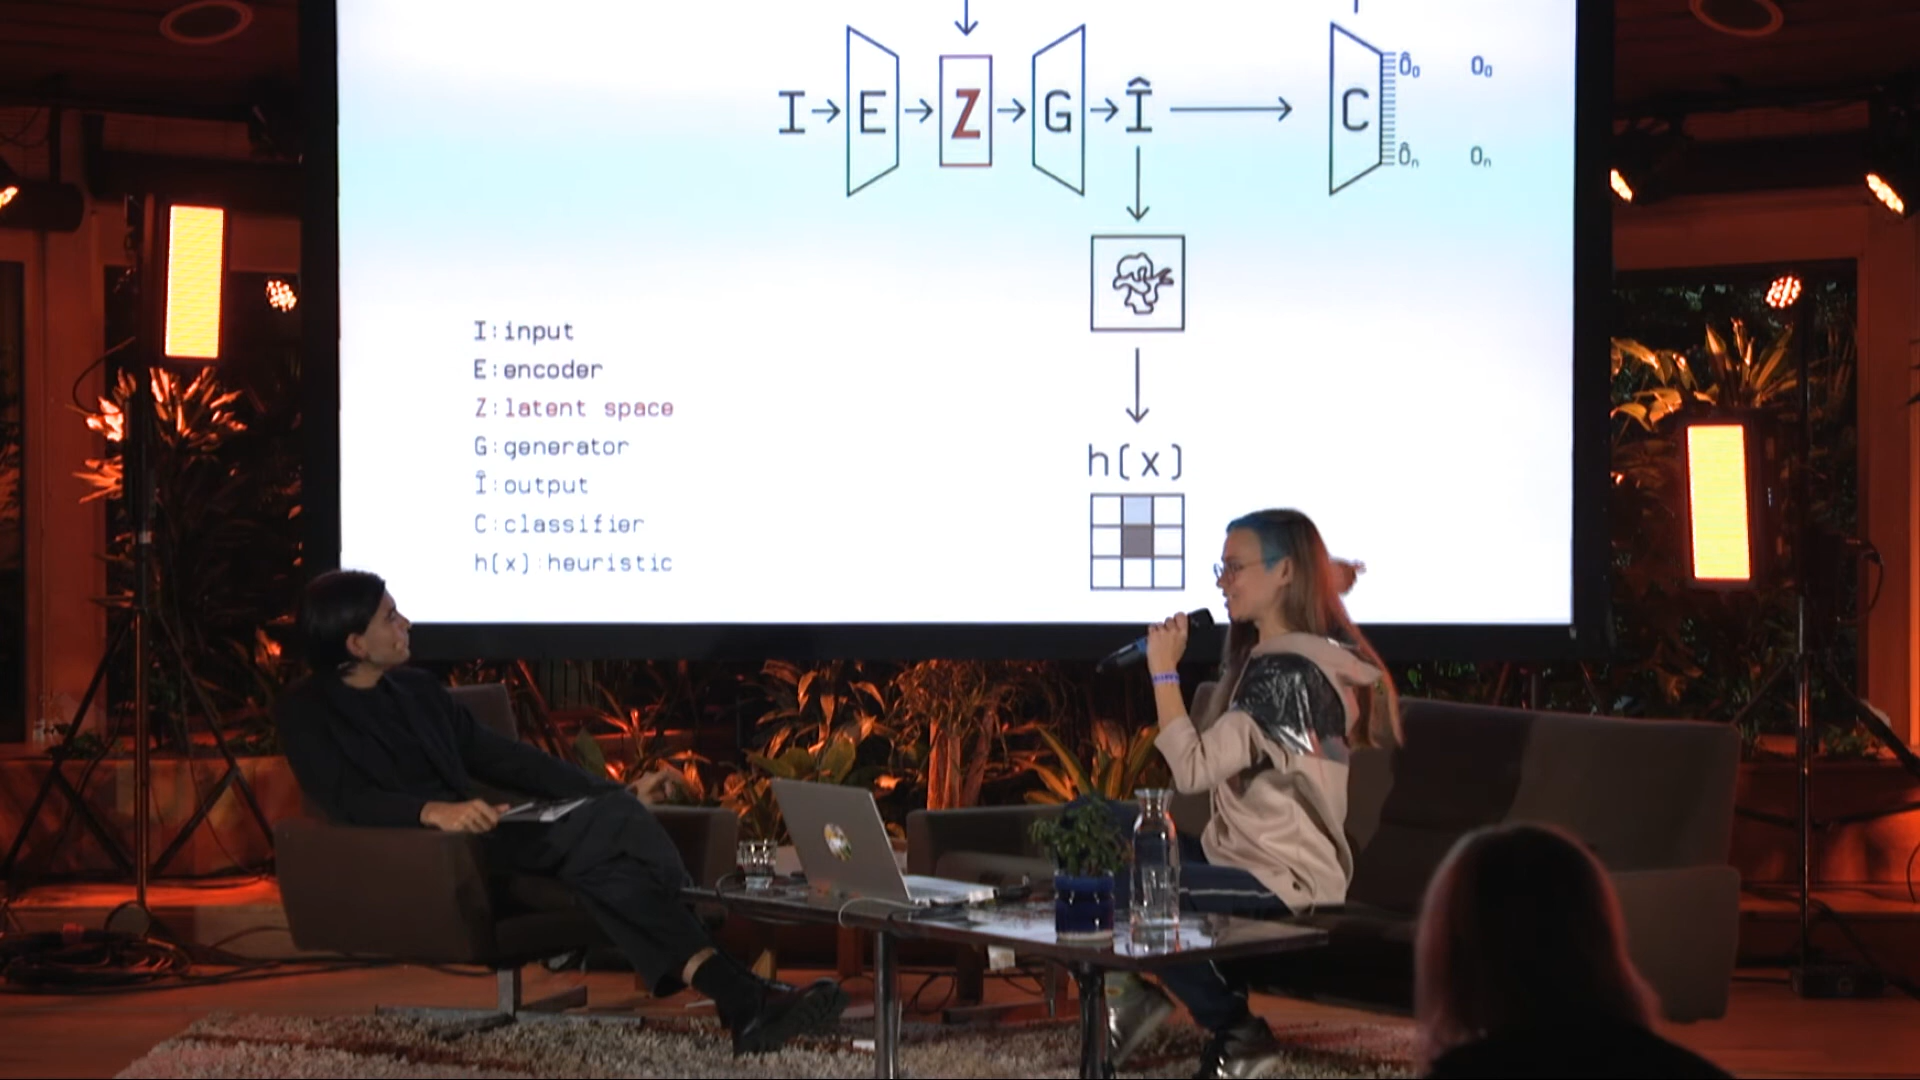 I → E → Z → G → Î → C
Ô₀ O₀
Ôₙ Oₙ
h(x)
I:input
E:encoder
Z:latent space
G:generator
Î:output
C:classifier
h(x):heuristic